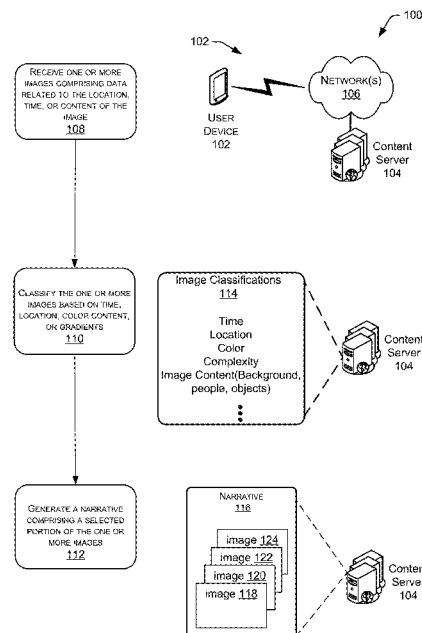 100
102
RECEIVE ONE OR MORE
IMAGES COMPRISING DATA
RELATED TO THE LOCATION,
TIME, OR CONTENT OF THE
IMAGE
108
USER
DEVICE
102
NETWORK(S)
106
Content
Server
104
CLASSIFY THE ONE OR MORE
IMAGES BASED ON TIME,
LOCATION, COLOR CONTENT,
OR GRADIENTS
110
Image Classifications
114
Time
Location
Color
Complexity
Image Content(Background,
people, objects)
Content
Server
104
GENERATE A NARRATIVE
COMPRISING A SELECTED
PORTION OF THE ONE OR
MORE IMAGES
112
NARRATIVE
116
image 124
image 122
image 120
image 118
Content
Server
104